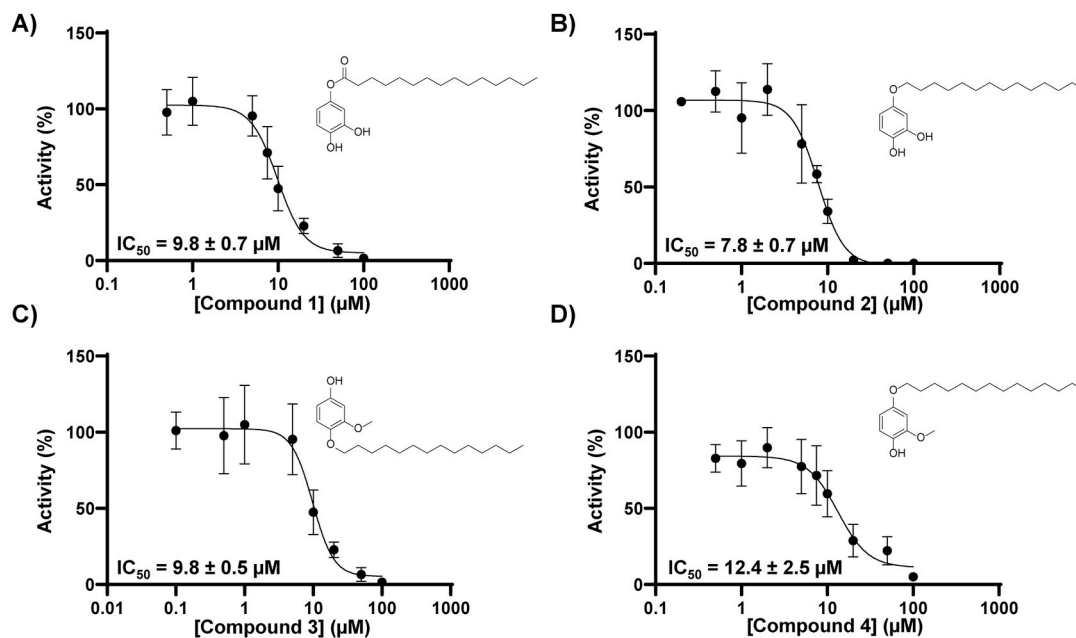 A)
150
100
50
0
Activity (%)
O
O
OH
OH
IC50 = 9.8 ± 0.7 µM
0.1 1 10 100 1000
[Compound 1] (µM)
B)
150
100
50
0
Activity (%)
O
OH
OH
IC50 = 7.8 ± 0.7 µM
0.1 1 10 100 1000
[Compound 2] (µM)
C)
150
100
50
0
Activity (%)
OH
O
O
IC50 = 9.8 ± 0.5 µM
0.01 0.1 1 10 100 1000
[Compound 3] (µM)
D)
150
100
50
0
Activity (%)
O
O
OH
IC50 = 12.4 ± 2.5 µM
0.1 1 10 100 1000
[Compound 4] (µM)